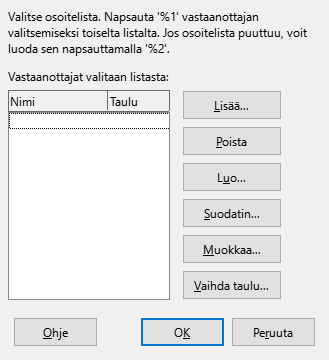 Valitse osoitelista. Napsauta '%1' vastaanottajan
valitsemiseksi toiselta listalta. Jos osoitelista puuttuu, voit
luoda sen napsauttamalla '%2'.
Vastaanottajat valitaan listasta:
Nimi Taulu
Lisää...
Poista
Luo...
Suodatin...
Muokkaa...
Vaihda taulu...
Ohje OK Peruuta